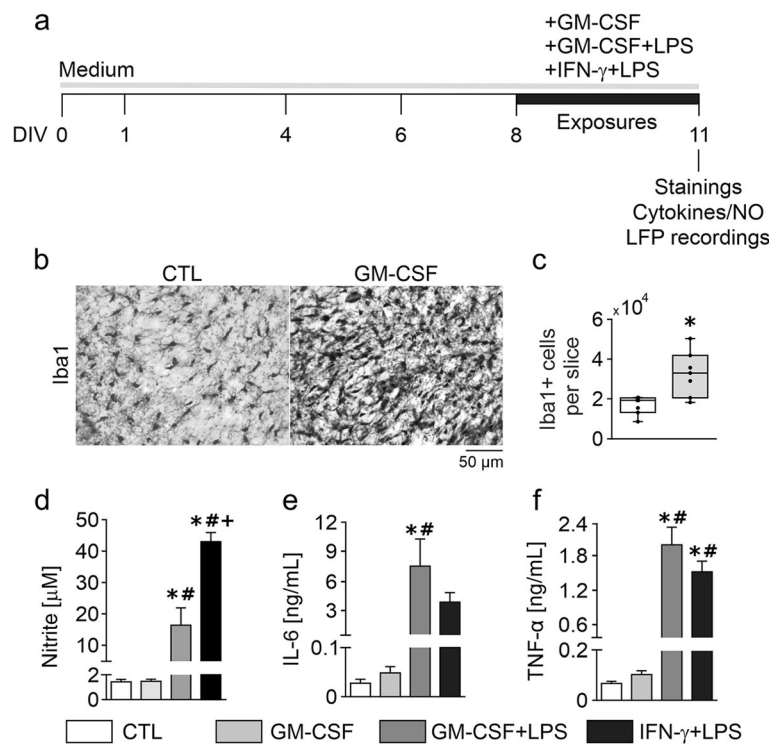 a
+GM-CSF
+GM-CSF+LPS
+IFN-γ+LPS
Medium
DIV 0 1 4 6 8 Exposures 11
Stainings
Cytokines/NO
LFP recordings
b
CTL GM-CSF
Iba1
50 μm
c
×10⁴
Iba1+ cells
per slice
6
4
2
0
*
d
Nitrite [μM]
50
40
30
20
10
2
0
*#
*#+
e
IL-6 [ng/mL]
12
9
6
3
0.1
0
*#
f
TNF-α [ng/mL]
2.4
1.8
1.2
0.6
0.2
0
*#
*#
CTL GM-CSF GM-CSF+LPS IFN-γ+LPS